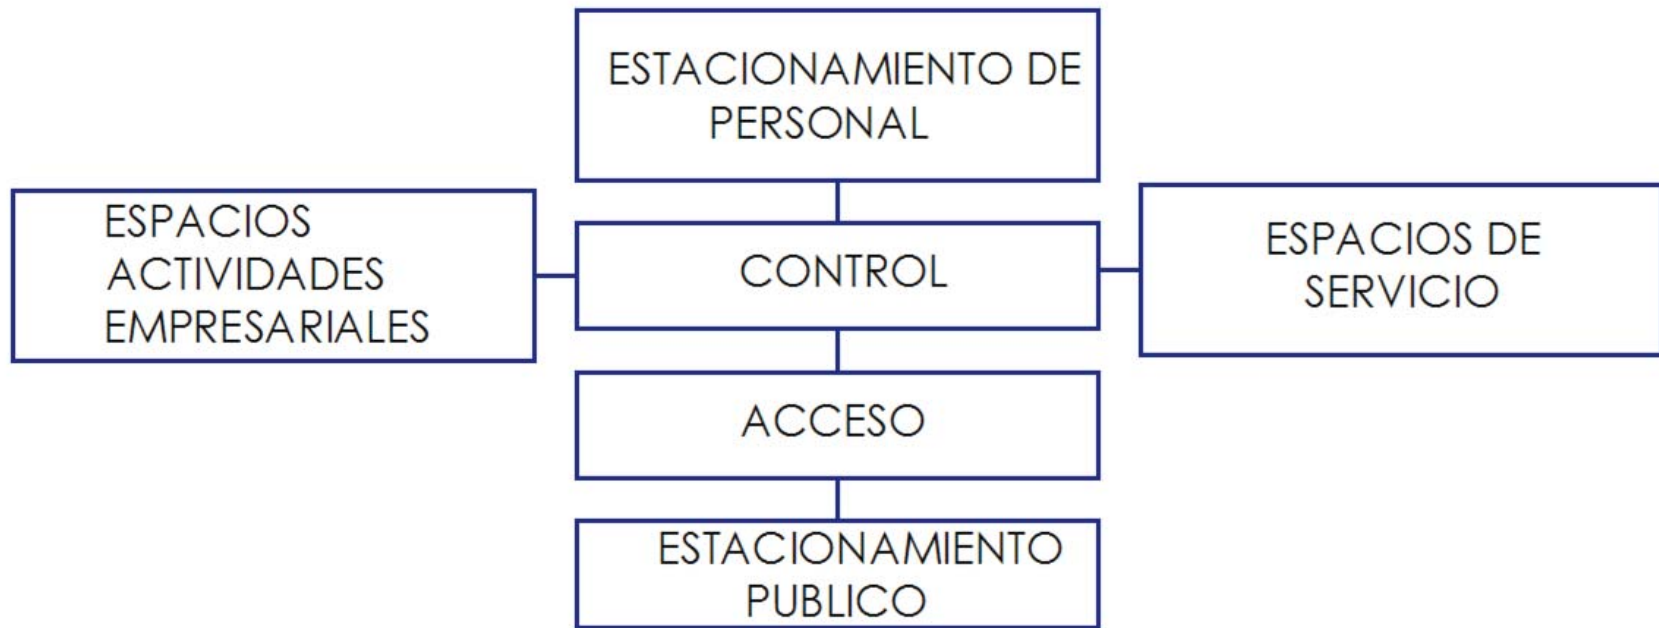 ESTACIONAMIENTO DE
PERSONAL
ESPACIOS
ACTIVIDADES
EMPRESARIALES
CONTROL
ESPACIOS DE
SERVICIO
ACCESO
ESTACIONAMIENTO
PUBLICO